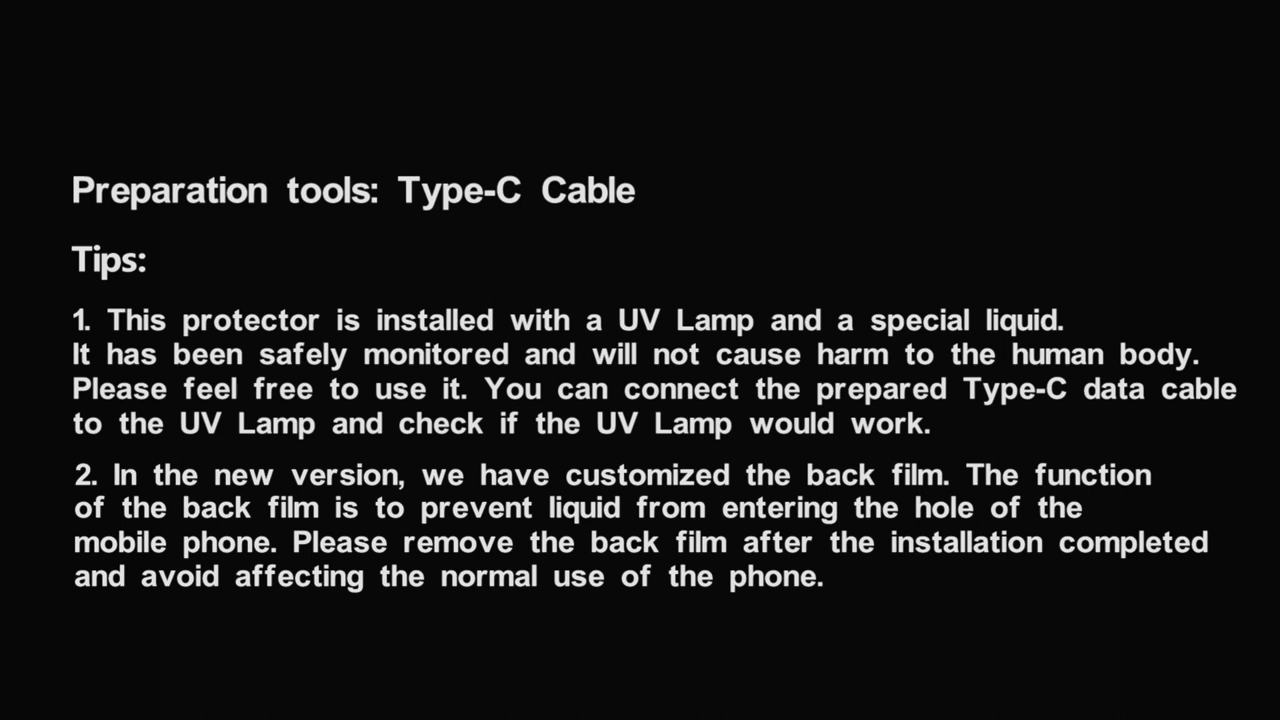 Preparation tools: Type-C Cable
Tips:
1. This protector is installed with a UV Lamp and a special liquid.
It has been safely monitored and will not cause harm to the human body.
Please feel free to use it. You can connect the prepared Type-C data cable
to the UV Lamp and check if the UV Lamp would work.
2. In the new version, we have customized the back film. The function
of the back film is to prevent liquid from entering the hole of the
mobile phone. Please remove the back film after the installation completed
and avoid affecting the normal use of the phone.